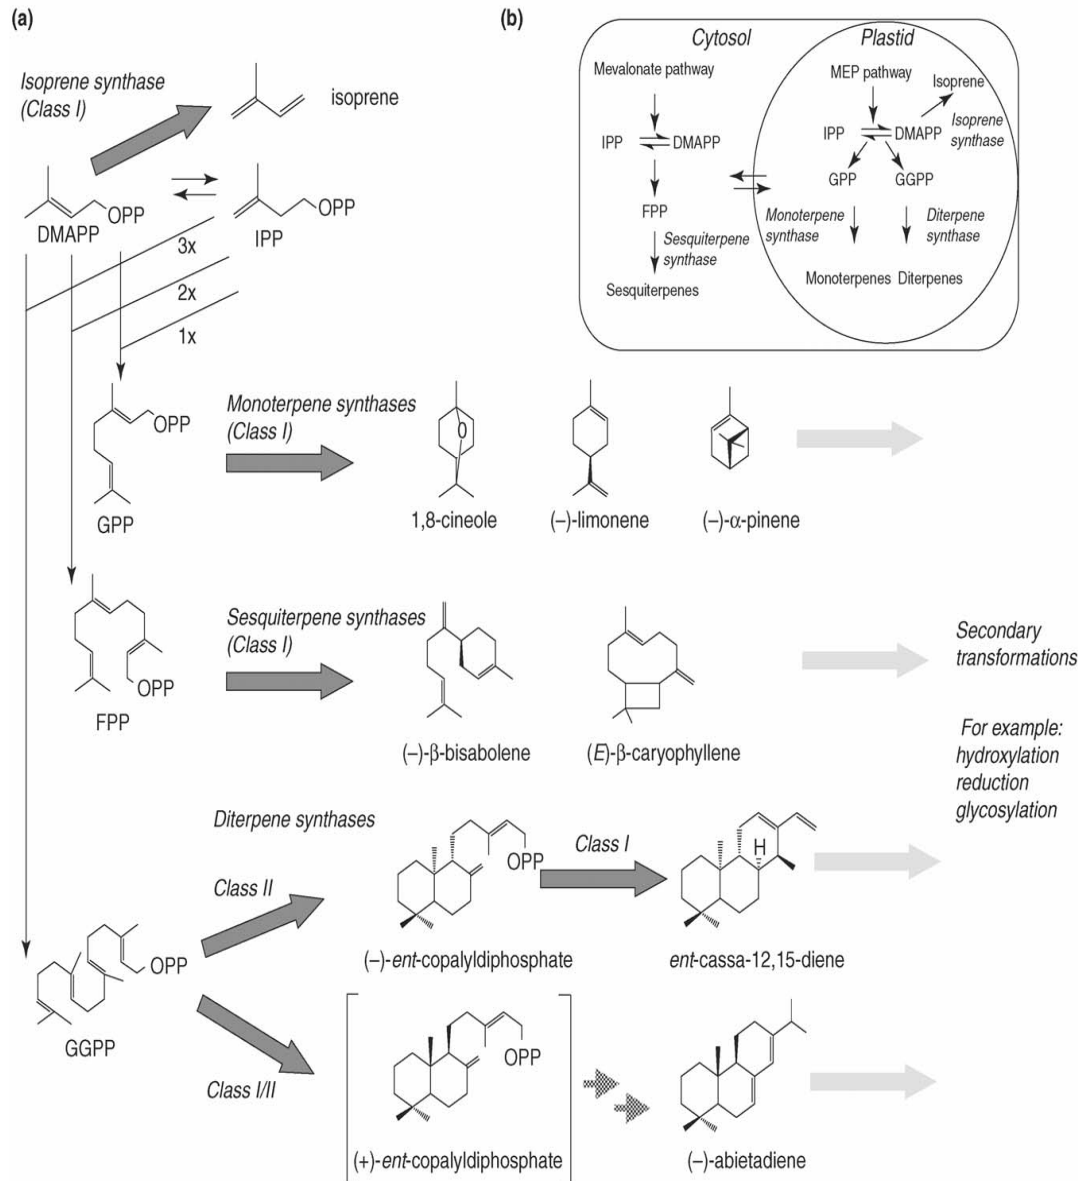 (a)
Isoprene synthase
(Class I)
isoprene
OPP
DMAPP
OPP
IPP
3x
2x
1x
(b)
Cytosol
Plastid
Mevalonate pathway
IPP
DMAPP
FPP
Sesquiterpene
synthase
Sesquiterpenes
MEP pathway
Isoprene
IPP
DMAPP
Isoprene
synthase
GPP
GGPP
Monoterpene
synthase
Diterpene
synthase
Monoterpenes
Diterpenes
OPP
GPP
Monoterpene synthases
(Class I)
O
1,8-cineole
(–)-limonene
(–)-α-pinene
OPP
FPP
Sesquiterpene synthases
(Class I)
(–)-β-bisabolene
(E)-β-caryophyllene
Secondary
transformations
For example:
hydroxylation
reduction
glycosylation
Diterpene synthases
Class II
OPP
Class I
H
(–)-ent-copalyldiphosphate
ent-cassa-12,15-diene
OPP
GGPP
Class I/II
OPP
(+)-ent-copalyldiphosphate
(–)-abietadiene